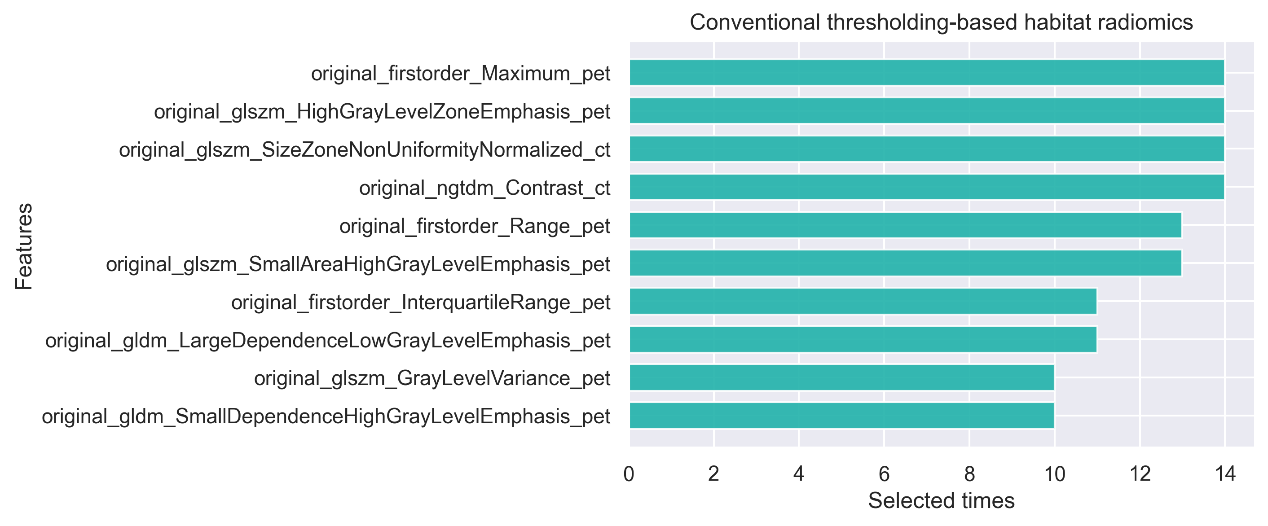 Conventional thresholding-based habitat radiomics
Features
original_firstorder_Maximum_pet
original_glszm_HighGrayLevelZoneEmphasis_pet
original_glszm_SizeZoneNonUniformityNormalized_ct
original_ngtdm_Contrast_ct
original_firstorder_Range_pet
original_glszm_SmallAreaHighGrayLevelEmphasis_pet
original_firstorder_InterquartileRange_pet
original_gldm_LargeDependenceLowGrayLevelEmphasis_pet
original_glszm_GrayLevelVariance_pet
original_gldm_SmallDependenceHighGrayLevelEmphasis_pet
0 2 4 6 8 10 12 14
Selected times